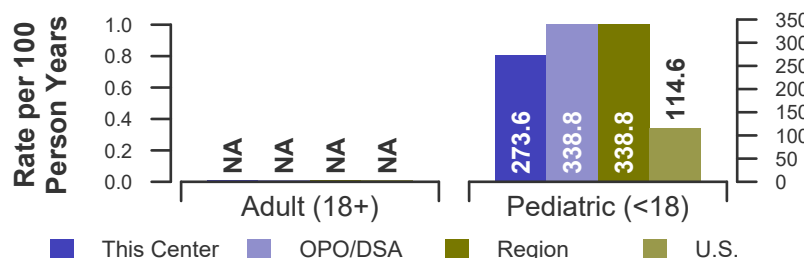 Rate per 100
Person Years
1.0
0.8
0.6
0.4
0.2
0.0
NA NA NA NA
273.6 338.8 338.8 114.6
350
300
250
200
150
100
50
0
Adult (18+) Pediatric (<18)
This Center OPO/DSA Region U.S.